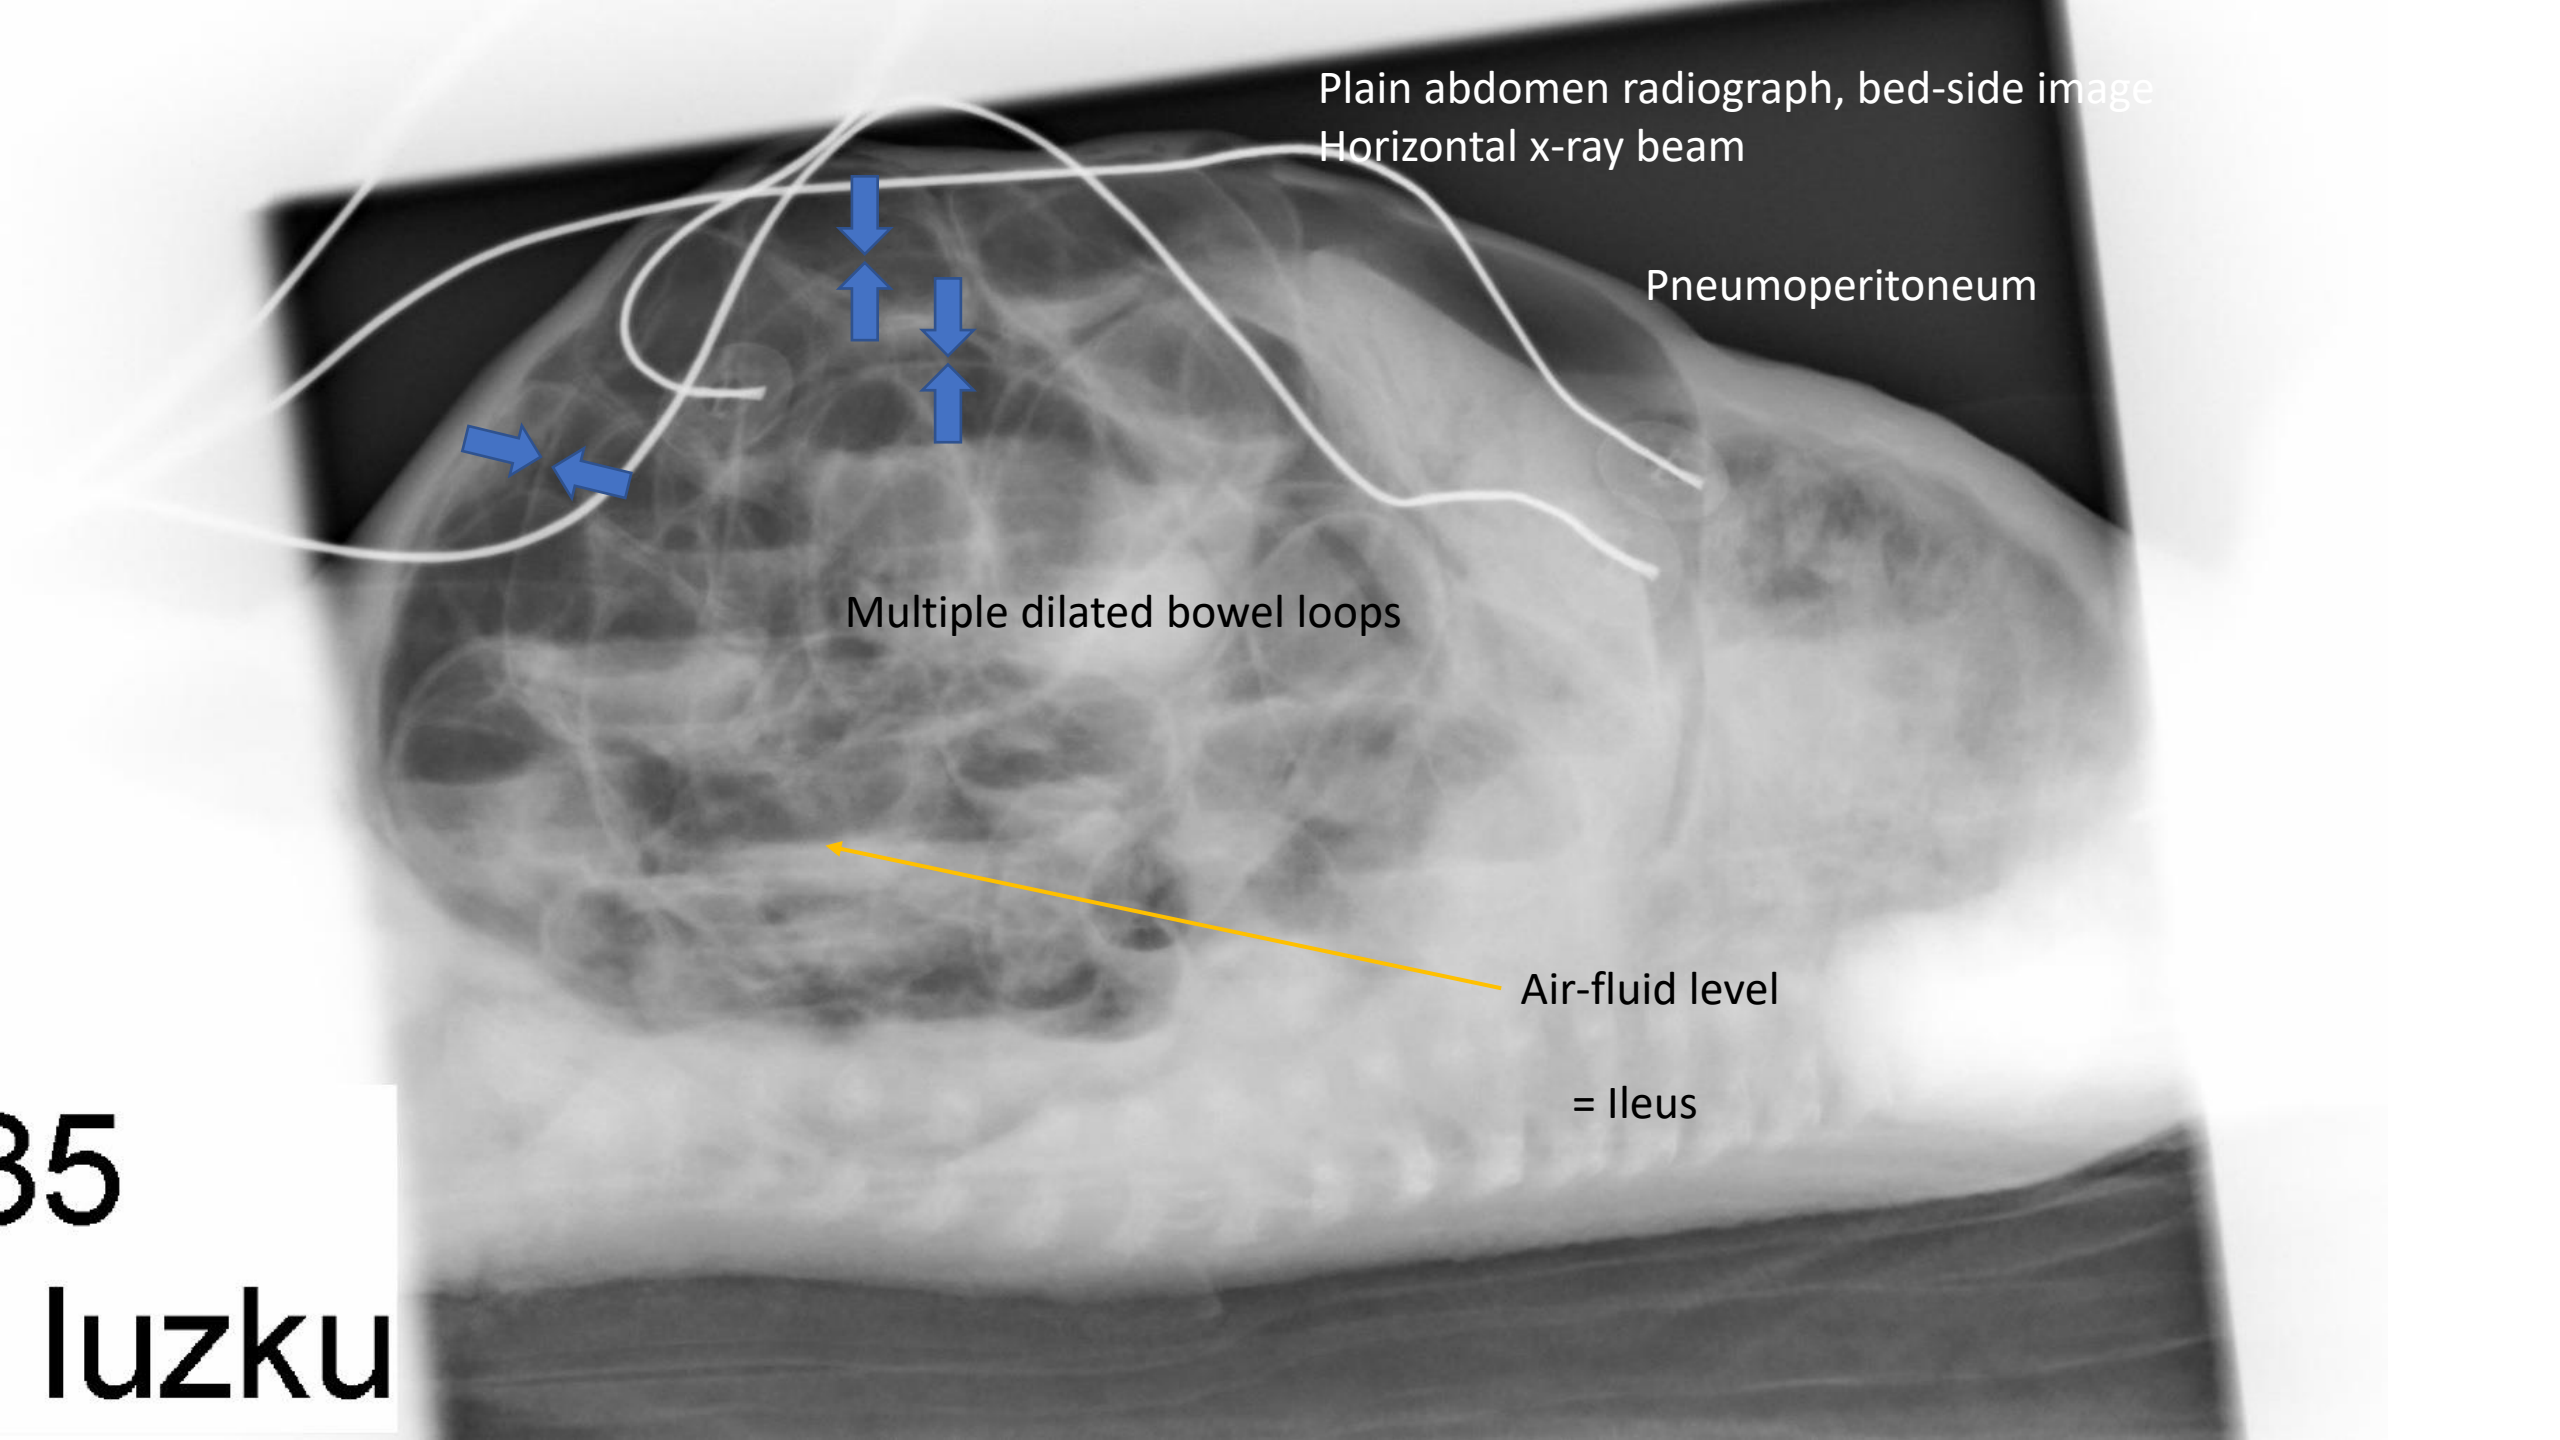 Plain abdomen radiograph, bed-side image
Horizontal x-ray beam
Pneumoperitoneum
Multiple dilated bowel loops
Air-fluid level
= Ileus
35
luzku